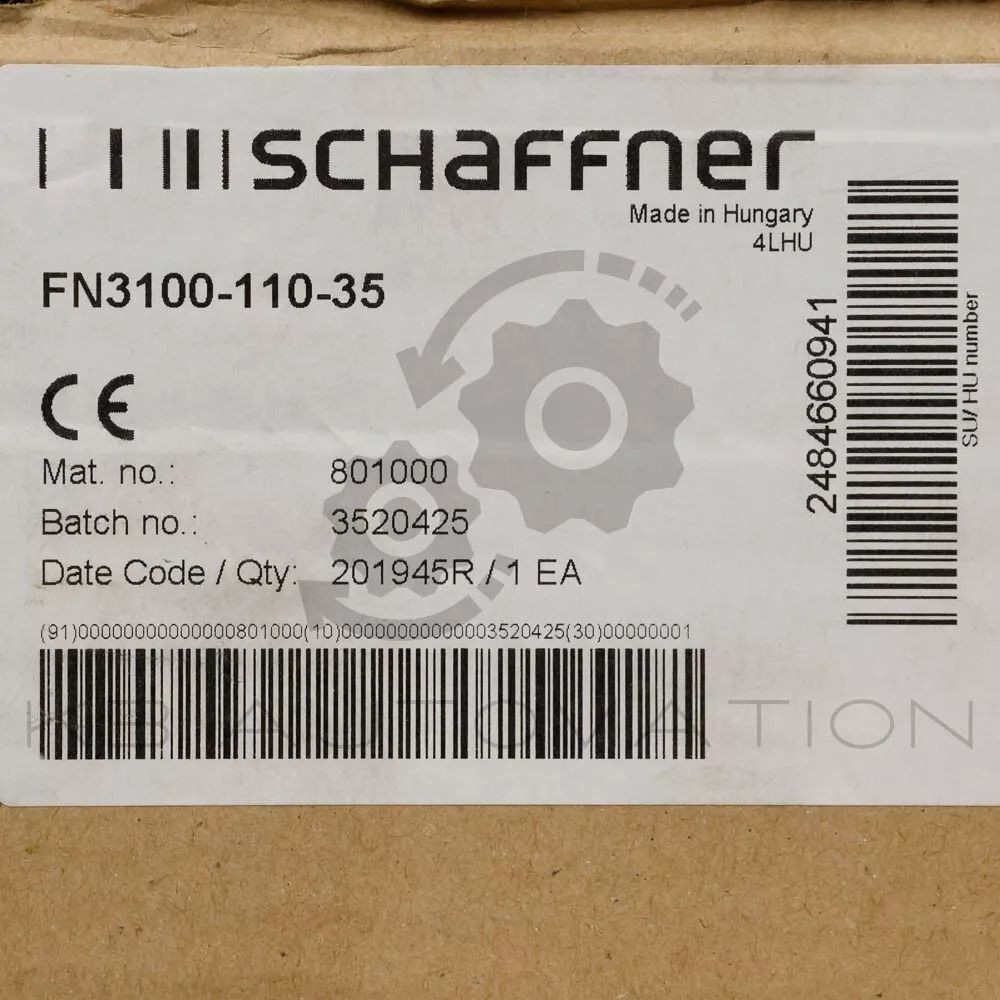 SCHAFFNER
Made in Hungary
4LHU
FN3100-110-35
CE
Mat. no.: 801000
Batch no.: 3520425
Date Code / Qty: 201945R / 1 EA
(91)000000000000000801000(10)000000000000003520425(30)00000001
2484660941
SU/ HU number